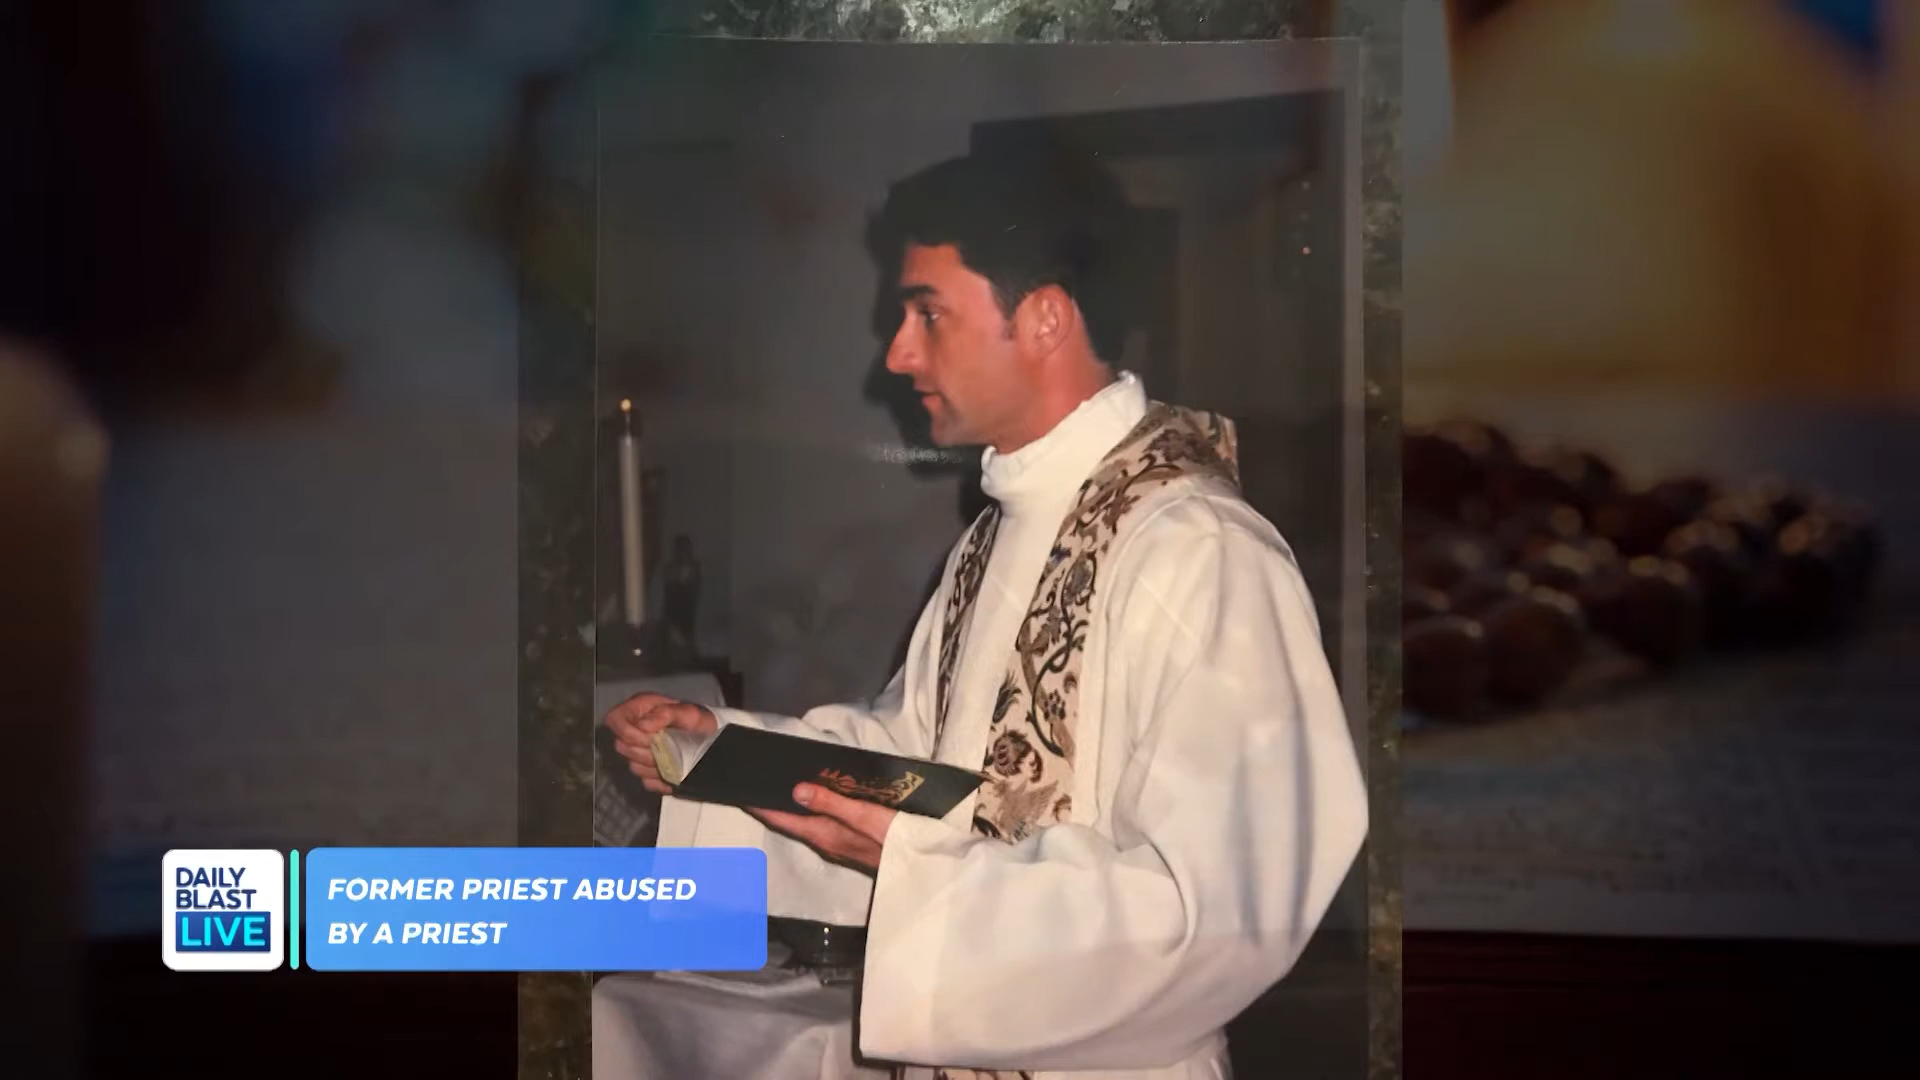 DAILY
BLAST
LIVE
FORMER PRIEST ABUSED
BY A PRIEST